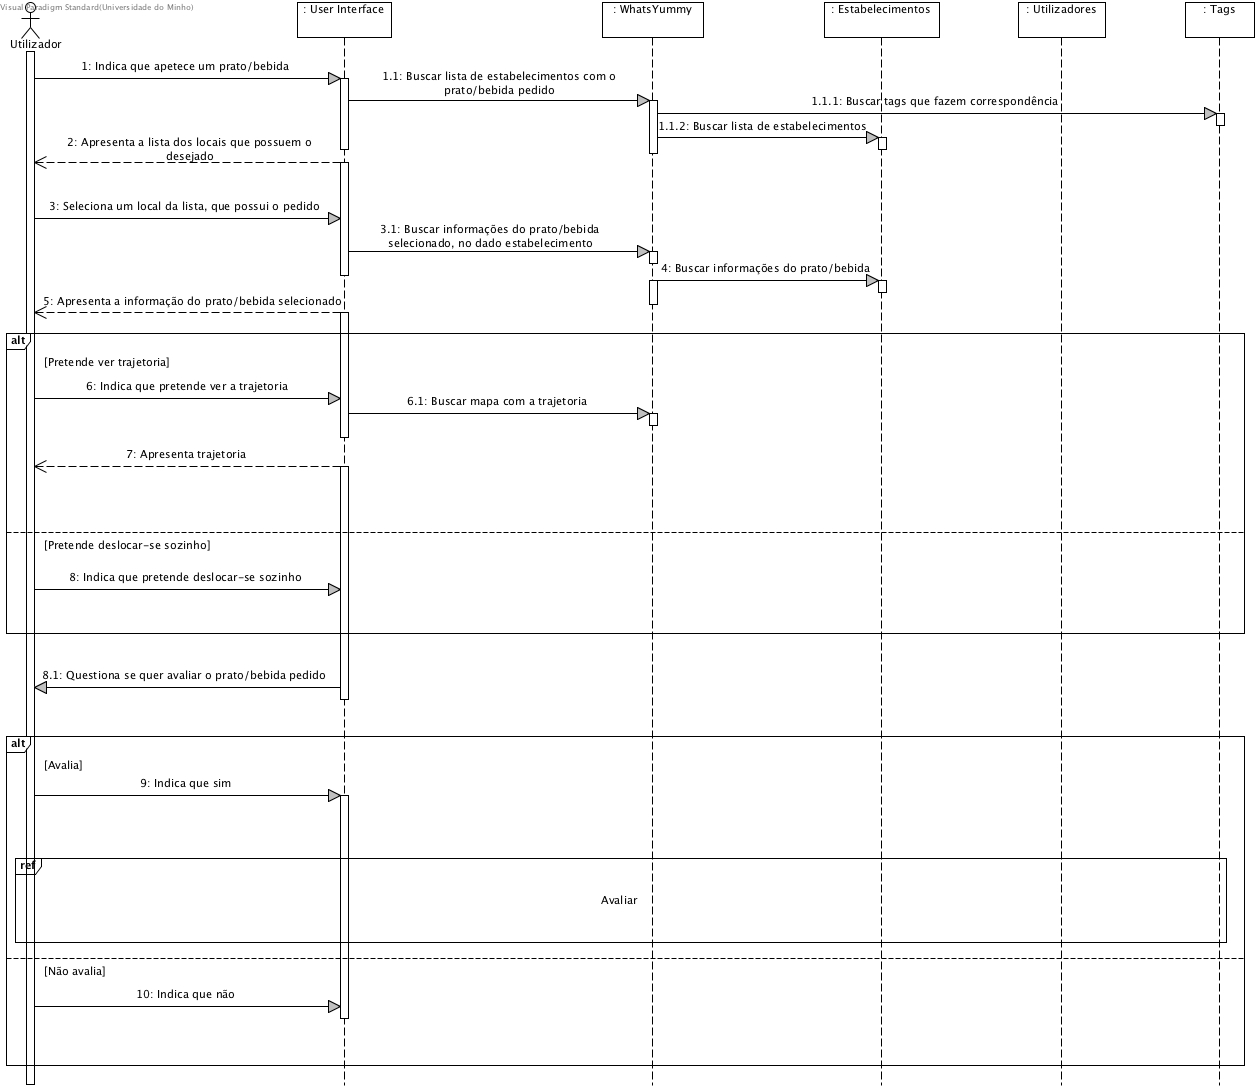 Visual Paradigm Standard(Universidade do Minho)
Utilizador
: User Interface
: WhatsYummy
: Estabelecimentos
: Utilizadores
: Tags
1: Indica que apetece um prato/bebida
1.1: Buscar lista de estabelecimentos com o
prato/bebida pedido
1.1.1: Buscar tags que fazem correspondência
1.1.2: Buscar lista de estabelecimentos
2: Apresenta a lista dos locais que possuem o
desejado
3: Seleciona um local da lista, que possui o pedido
3.1: Buscar informações do prato/bebida
selecionado, no dado estabelecimento
4: Buscar informações do prato/bebida
5: Apresenta a informação do prato/bebida selecionado
alt
[Pretende ver trajetoria]
6: Indica que pretende ver a trajetoria
6.1: Buscar mapa com a trajetoria
7: Apresenta trajetoria
[Pretende deslocar-se sozinho]
8: Indica que pretende deslocar-se sozinho
8.1: Questiona se quer avaliar o prato/bebida pedido
alt
[Avalia]
9: Indica que sim
ref
Avaliar
[Não avalia]
10: Indica que não